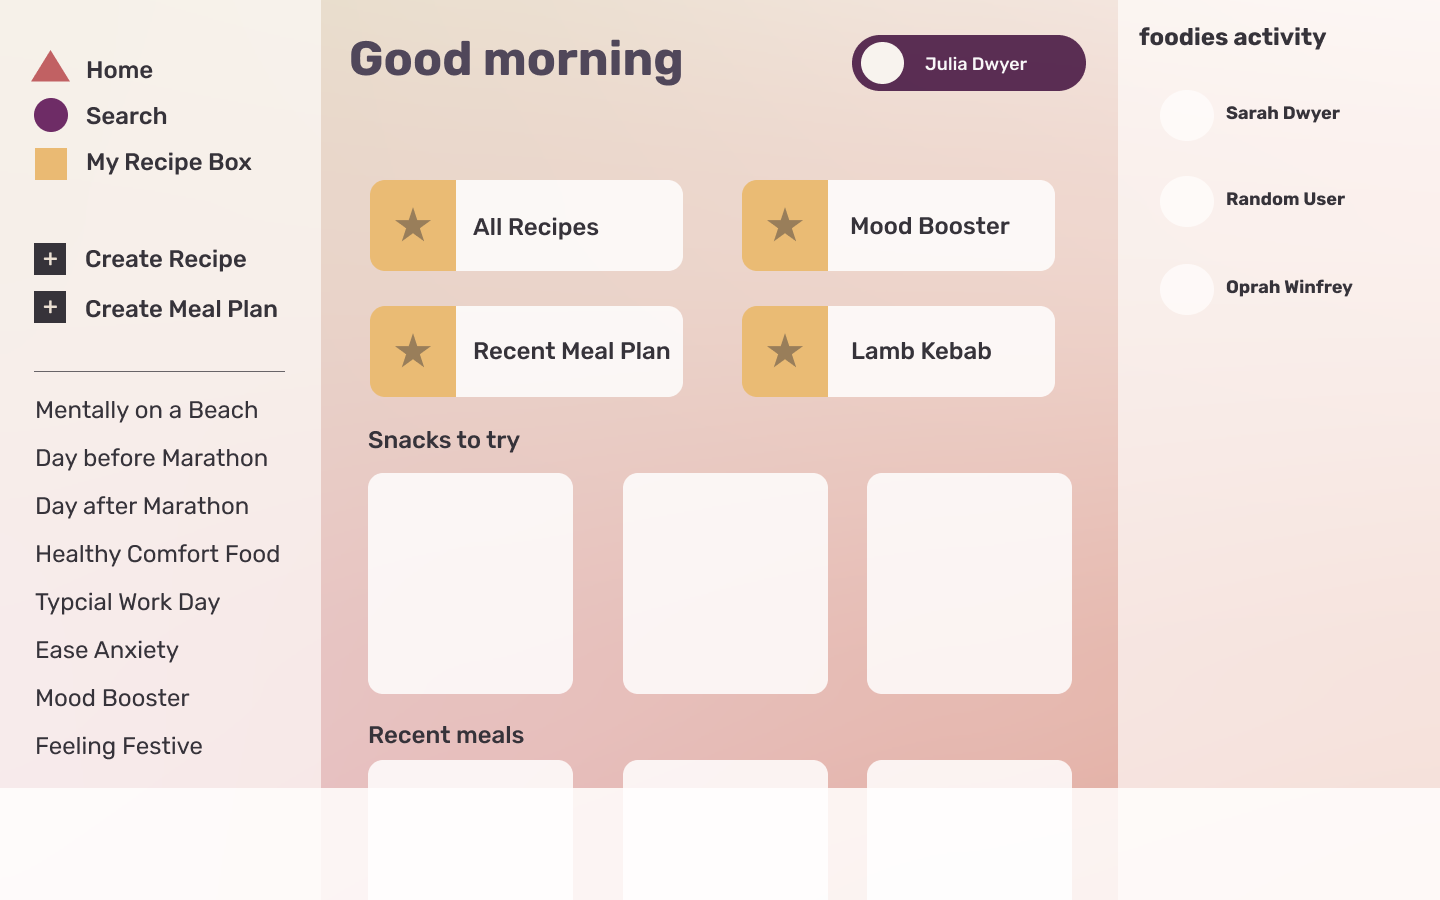 Home
Search
My Recipe Box
Create Recipe
Create Meal Plan
Mentally on a Beach
Day before Marathon
Day after Marathon
Healthy Comfort Food
Typcial Work Day
Ease Anxiety
Mood Booster
Feeling Festive
Good morning
Julia Dwyer
All Recipes
Mood Booster
Recent Meal Plan
Lamb Kebab
Snacks to try
Recent meals
foodies activity
Sarah Dwyer
Random User
Oprah Winfrey